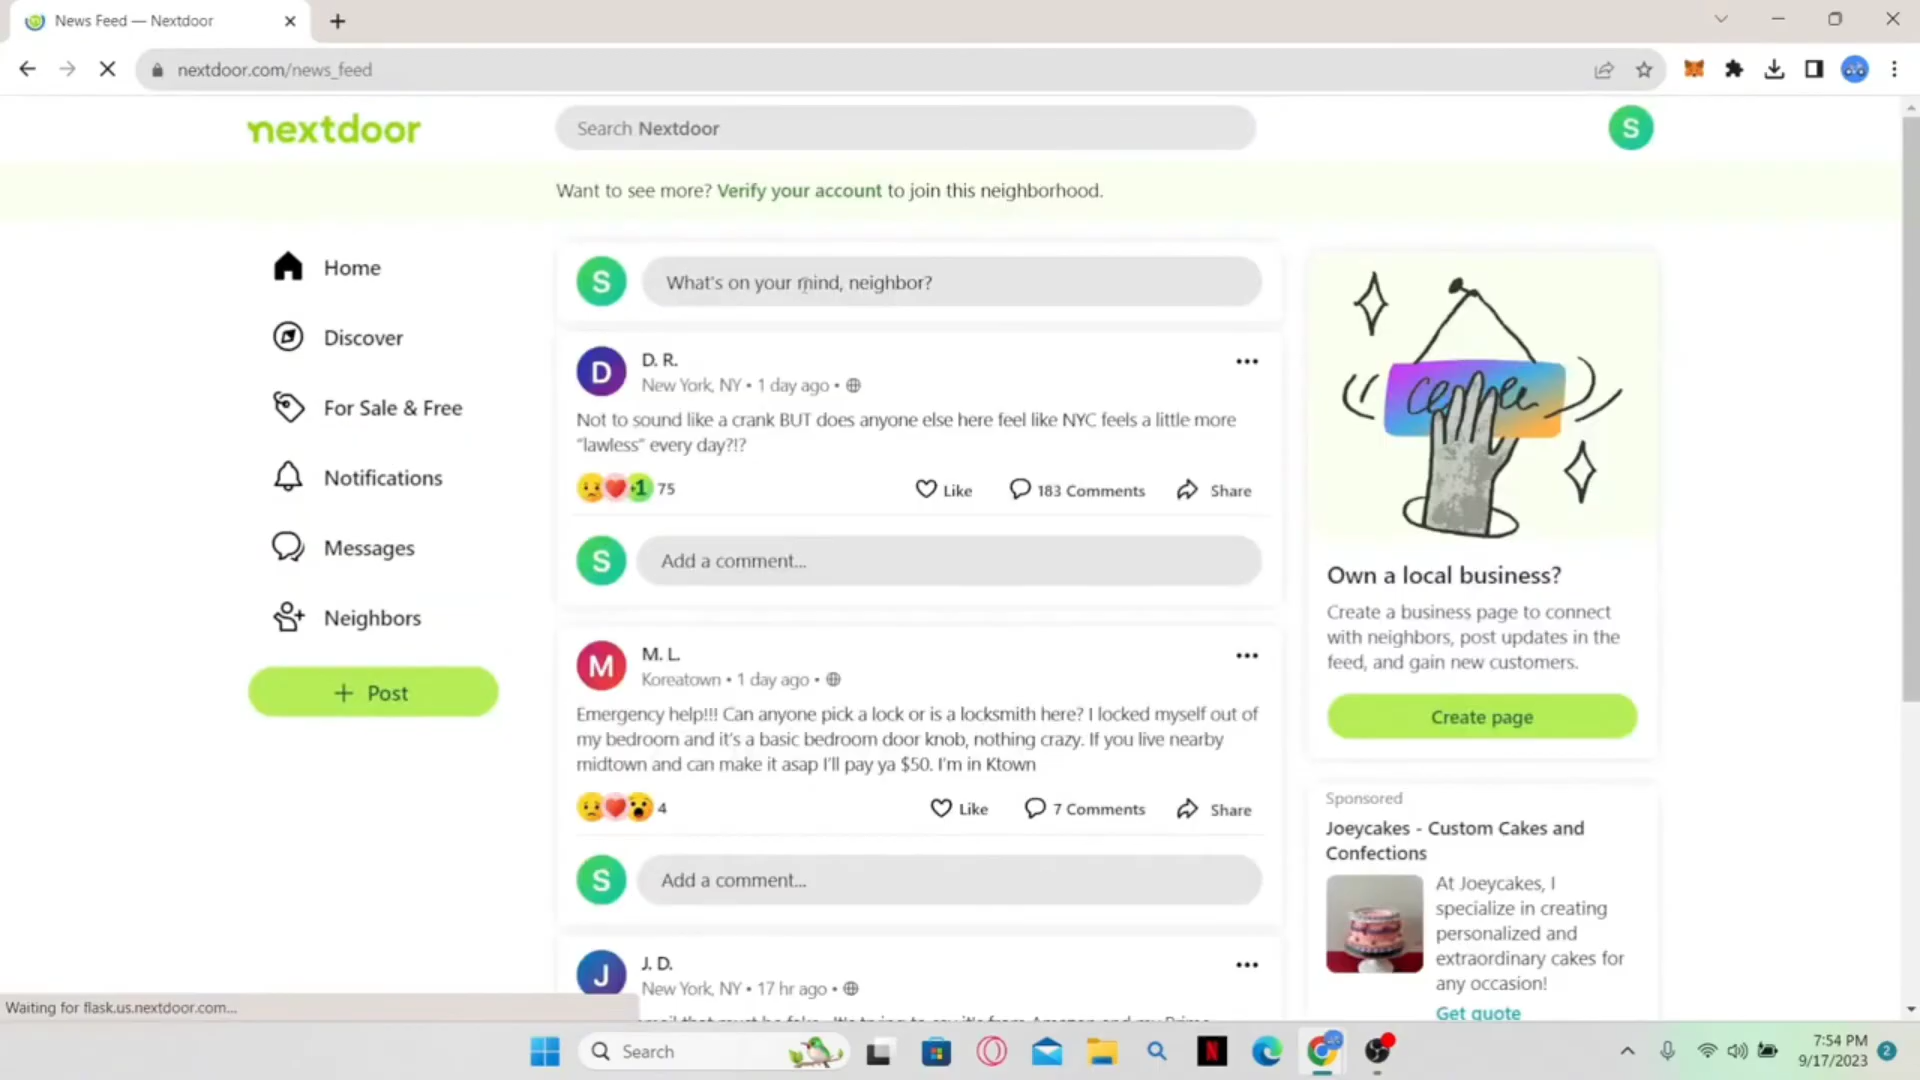 News Feed — Nextdoor
nextdoor.com/news_feed
nextdoor
Search Nextdoor
S
Want to see more? Verify your account to join this neighborhood.
Home
Discover
For Sale & Free
Notifications
Messages
Neighbors
+ Post
S
What's on your mind, neighbor?
D
D. R.
New York, NY • 1 day ago •
Not to sound like a crank BUT does anyone else here feel like NYC feels a little more
"lawless" every day?!?
+1 75
Like
183 Comments
Share
S
Add a comment...
M
M. L.
Koreatown • 1 day ago •
Emergency help!!! Can anyone pick a lock or is a locksmith here? I locked myself out of
my bedroom and it's a basic bedroom door knob, nothing crazy. If you live nearby
midtown and can make it asap I'll pay ya $50. I'm in Ktown
4
Like
7 Comments
Share
S
Add a comment...
J
J. D.
New York, NY • 17 hr ago •
Own a local business?
Create a business page to connect
with neighbors, post updates in the
feed, and gain new customers.
Create page
Sponsored
Joeycakes - Custom Cakes and
Confections
At Joeycakes, I
specialize in creating
personalized and
extraordinary cakes for
any occasion!
Get quote
Waiting for flask.us.nextdoor.com...
Search
N
7:54 PM
9/17/2023
2